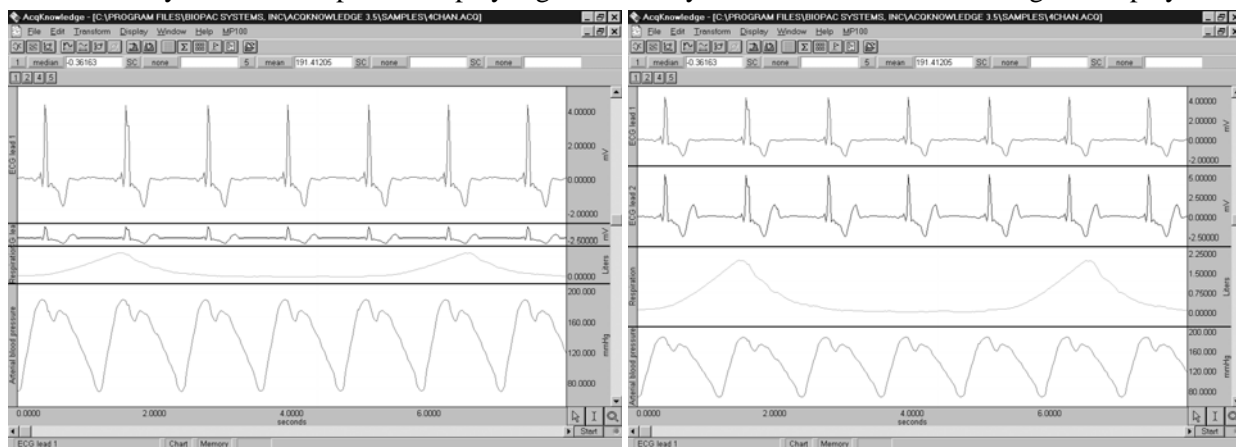 AcqKnowledge - [C:\PROGRAM FILES\BIOPAC SYSTEMS, INC\ACQKNOWLEDGE 3.5\SAMPLES\4CHAN.ACQ]
File Edit Transform Display Window Help MP100
1 median -0.36163 SC none 5 mean 191.41205 SC none
1 2 4 5
ECG lead 1
4.00000
2.00000
0.00000
-2.00000
mV
-2.50000
mV
Respiration
0.00000
Liters
Arterial blood pressure
200.000
160.000
120.000
80.0000
mmHg
0.0000 2.0000 4.0000 6.0000
seconds
Start
ECG lead 1 Chart Memory
AcqKnowledge - [C:\PROGRAM FILES\BIOPAC SYSTEMS, INC\ACQKNOWLEDGE 3.5\SAMPLES\4CHAN.ACQ]
File Edit Transform Display Window Help MP100
1 median -0.36163 SC none 5 mean 191.41205 SC none
1 2 4 5
ECG lead 1
4.00000
2.00000
0.00000
-2.00000
mV
ECG lead 2
5.00000
2.50000
0.00000
-2.50000
mV
Respiration
2.25000
1.50000
0.75000
0.00000
Liters
Arterial blood pressure
200.000
160.000
120.000
80.0000
mmHg
0.0000 2.0000 4.0000 6.0000
seconds
Start
ECG lead 1 Chart Memory